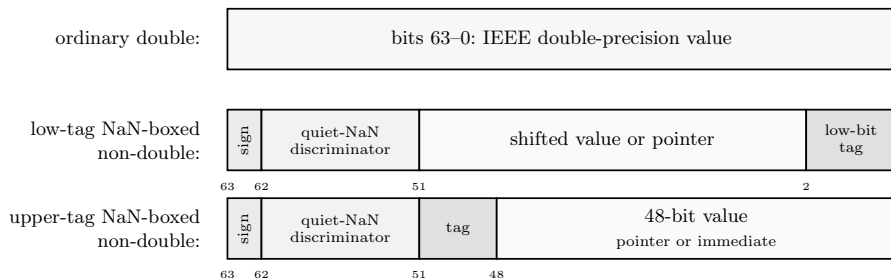 ordinary double:
bits 63–0: IEEE double-precision value
low-tag NaN-boxed
non-double:
sign
quiet-NaN
discriminator
shifted value or pointer
low-bit
tag
63 62 51 2
upper-tag NaN-boxed
non-double:
sign
quiet-NaN
discriminator
tag
48-bit value
pointer or immediate
63 62 51 48